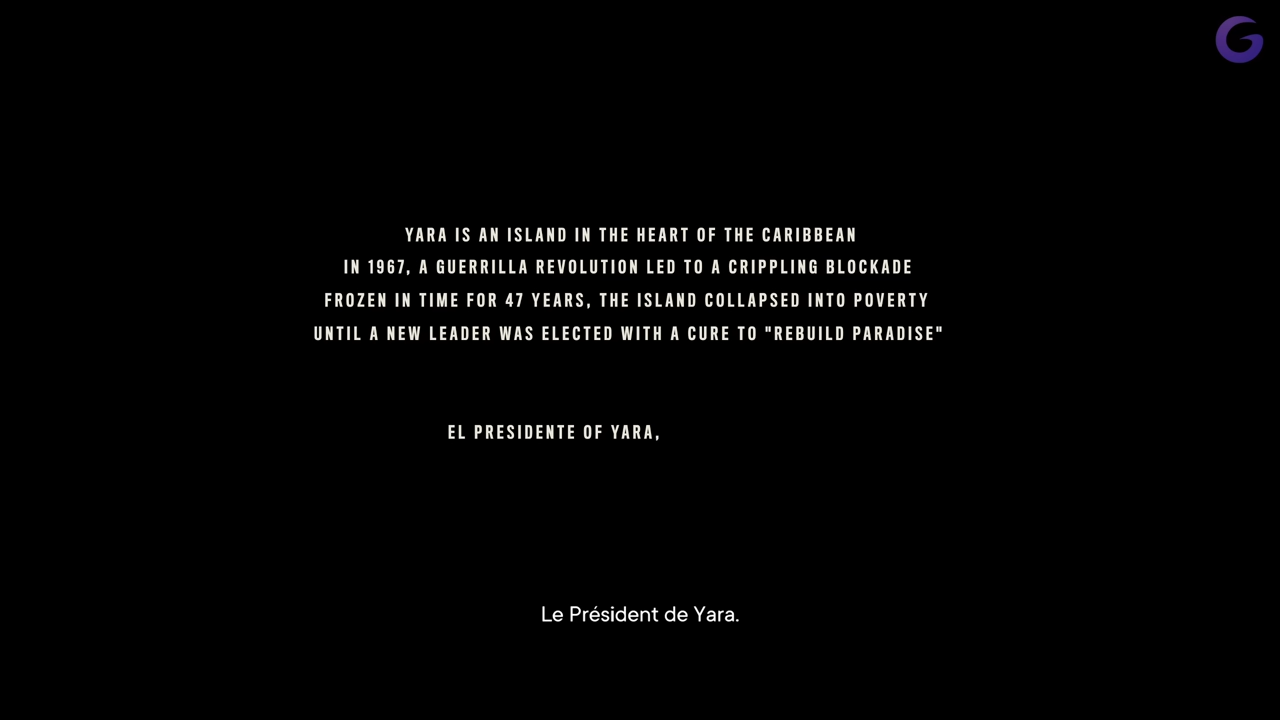 YARA IS AN ISLAND IN THE HEART OF THE CARIBBEAN
IN 1967, A GUERRILLA REVOLUTION LED TO A CRIPPLING BLOCKADE
FROZEN IN TIME FOR 47 YEARS, THE ISLAND COLLAPSED INTO POVERTY
UNTIL A NEW LEADER WAS ELECTED WITH A CURE TO "REBUILD PARADISE"
EL PRESIDENTE OF YARA,
Le Président de Yara.